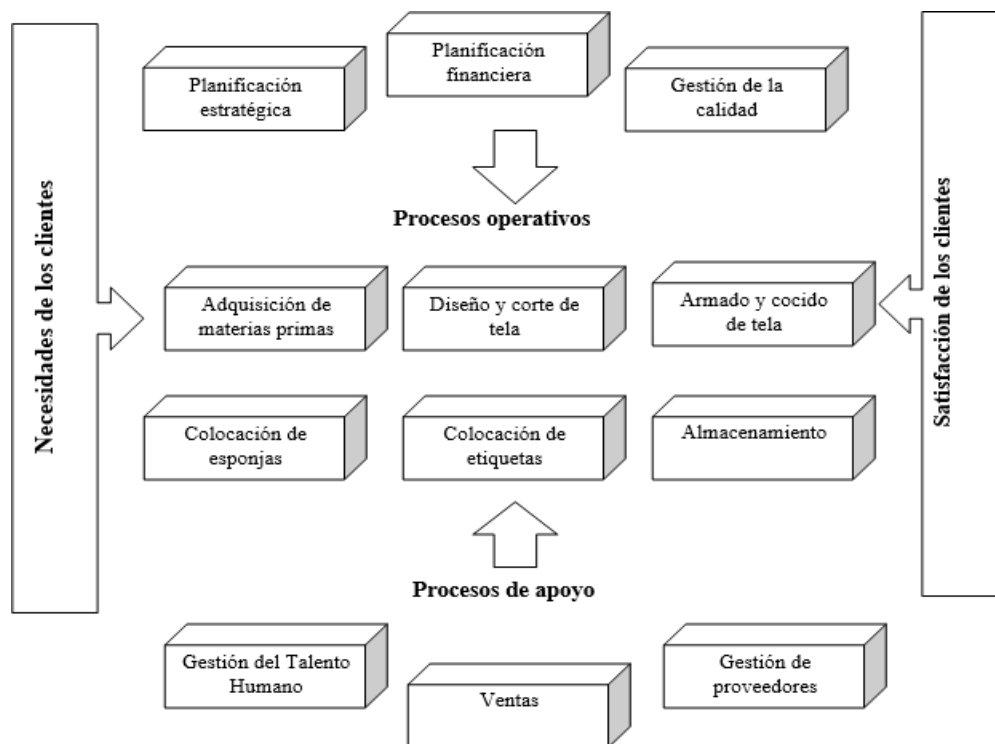 Planificación
estratégica
Planificación
financiera
Gestión de la
calidad
Necesidades de los clientes
Procesos operativos
Satisfacción de los clientes
Adquisición de
materias primas
Diseño y corte de
tela
Armado y cocido
de tela
Colocación de
esponjas
Colocación de
etiquetas
Almacenamiento
Procesos de apoyo
Gestión del Talento
Humano
Ventas
Gestión de
proveedores